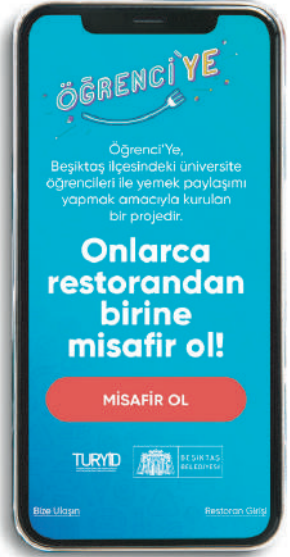 ÖĞRENCİ'YE
Öğrenci'Ye,
Beşiktaş ilçesindeki üniversite
öğrencileri ile yemek paylaşımı
yapmak amacıyla kurulan
bir projedir.
Onlarca
restorandan
birine
misafir ol!
MİSAFİR OL
TURYİD
BEŞİKTAŞ
BELEDİYESİ
Bize Ulaşın
Restoran Girişi